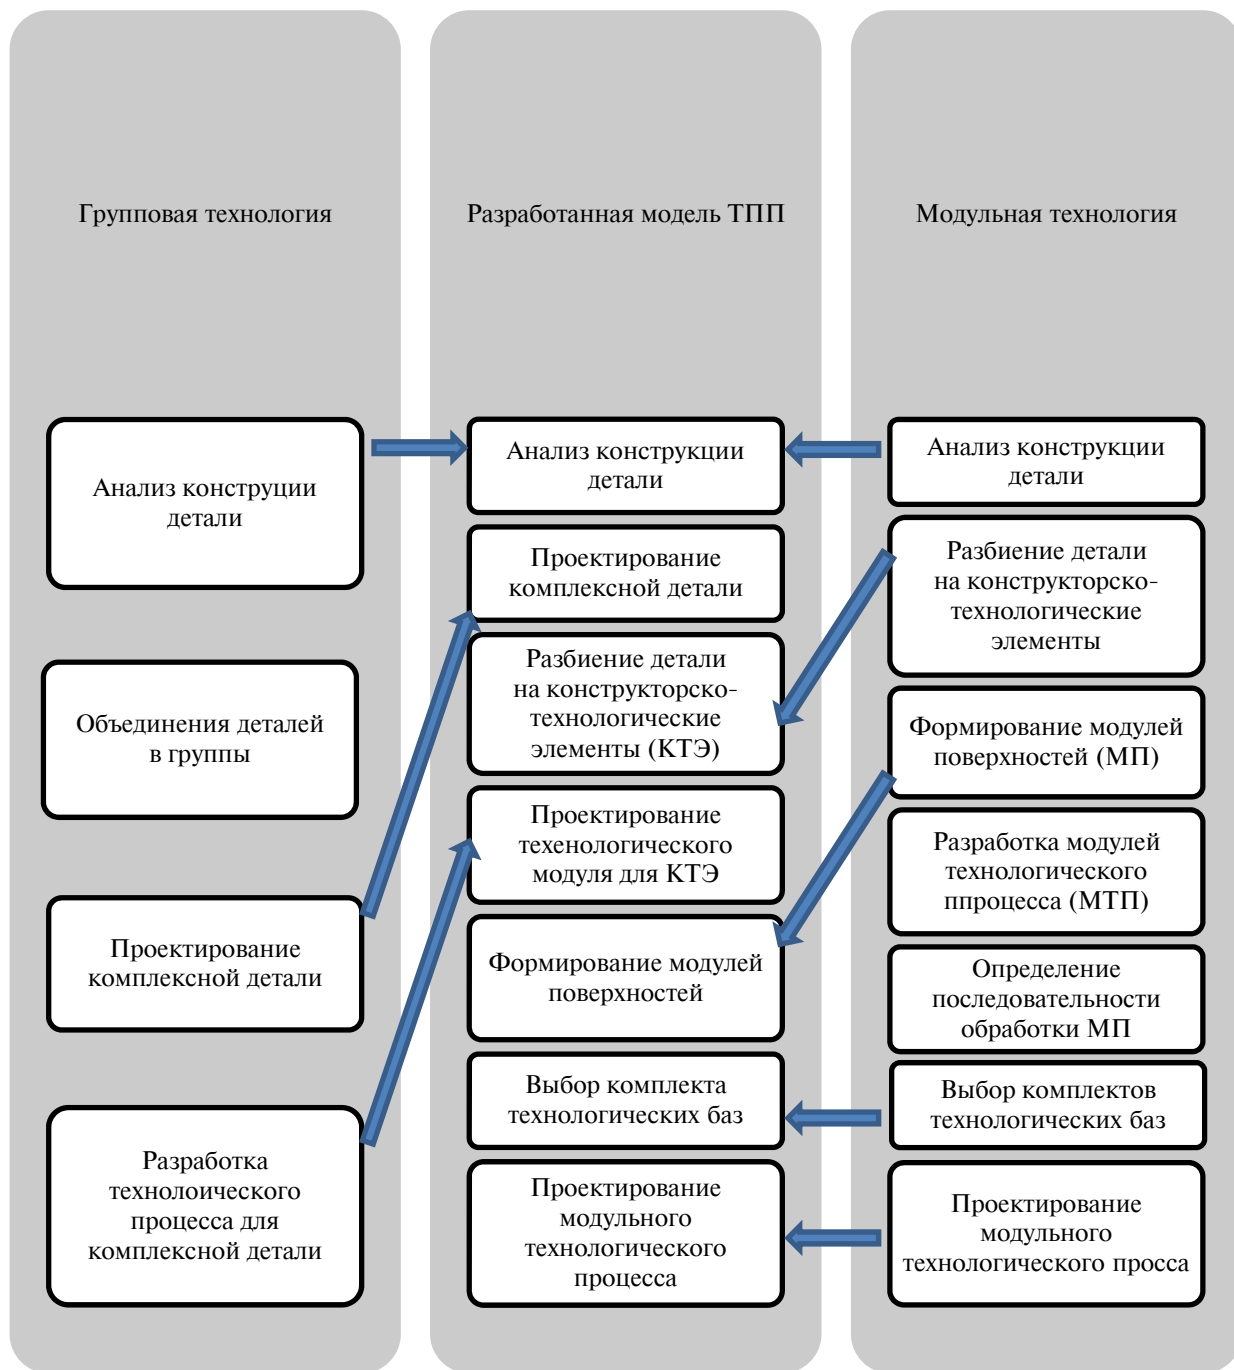 Групповая технология
Анализ конструции
детали
Объединения деталей
в группы
Проектирование
комплексной детали
Разработка
технолоического
процесса для
комплексной детали
Разработанная модель ТПП
Анализ конструкции
детали
Проектирование
комплексной детали
Разбиение детали
на конструкторско-
технологические
элементы (КТЭ)
Проектирование
техенологического
модуля для КТЭ
Формирование модулей
поверхностей
Выбор комплекта
технологических баз
Проектирование
модульного
технологического
процесса
Модульная технология
Анализ конструкции
детали
Разбиение детали
на конструкторско-
технологические
элементы
Формирование модулей
поверхностей (МП)
Разработка модулей
технологического
ппроцесса (МТП)
Определение
последовательности
обработки МП
Выбор комплектов
технологических баз
Проектирование
модульного
технологического просса